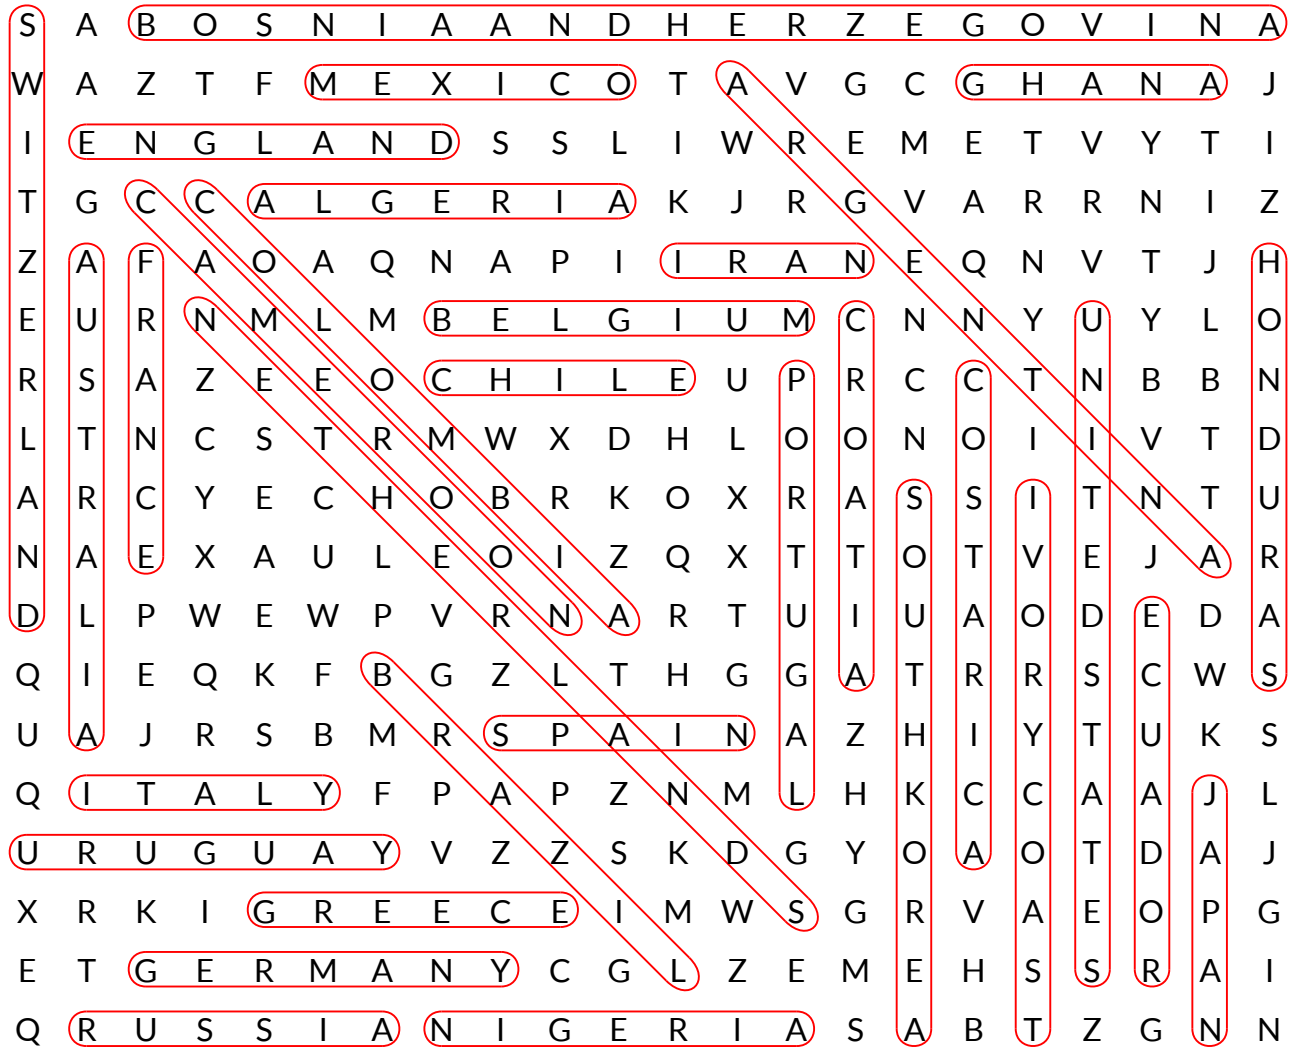 S A B O S N I A A N D H E R Z E G O V I N A
W A Z T F M E X I C O T A V G C G H A N A J
I E N G L A N D S S L I W R E M E T V Y T I
T G C C A L G E R I A K J R G V A R R N I Z
Z A F A O A Q N A P I I R A N E Q N V T J H
E U R N M L M B E L G I U M C N N Y U Y L O
R S A Z E E O C H I L E U P R C C T N B B N
L T N C S T R M W X D H L O O N O I I V T D
A R C Y E C H O B R K O X R A S S I T N T U
N A E X A U L E O I Z Q X T T O T V E J A R
D L P W E W P V R N A R T U I U A O D E D A
Q I E Q K F B G Z L T H G G A T R R S C W S
U A J R S B M R S P A I N A Z H I Y T U K S
Q I T A L Y F P A P Z N M L H K C C A A J L
U R U G U A Y V Z Z S K D G Y O A O T D A J
X R K I G R E E C E I M W S G R V A E O P G
E T G E R M A N Y C G L Z E M E H S S R A I
Q R U S S I A N I G E R I A S A B T Z G N N